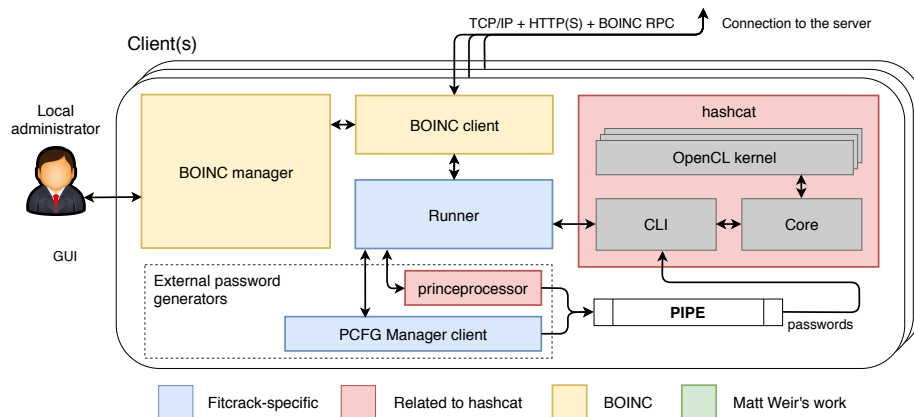 TCP/IP + HTTP(S) + BOINC RPC
Connection to the server
Client(s)
Local
administrator
GUI
BOINC manager
BOINC client
Runner
hashcat
OpenCL kernel
CLI
Core
External password
generators
princeprocessor
PCFG Manager client
PIPE
passwords
Fitcrack-specific
Related to hashcat
BOINC
Matt Weir's work